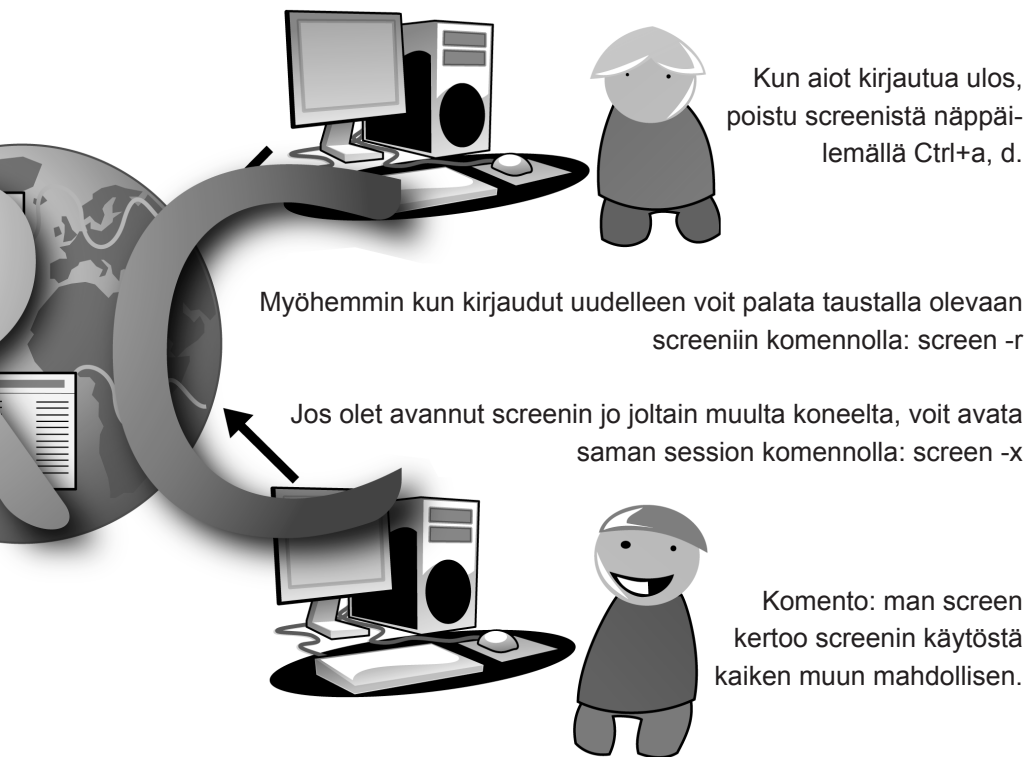 Kun aiot kirjautua ulos,
poistu screenistä näppäi-
lemällä Ctrl+a, d.
Myöhemmin kun kirjaudut uudelleen voit palata taustalla olevaan
screeniin komennolla: screen -r
Jos olet avannut screenin jo joltain muulta koneelta, voit avata
saman session komennolla: screen -x
Komento: man screen
kertoo screenin käytöstä
kaiken muun mahdollisen.
RC